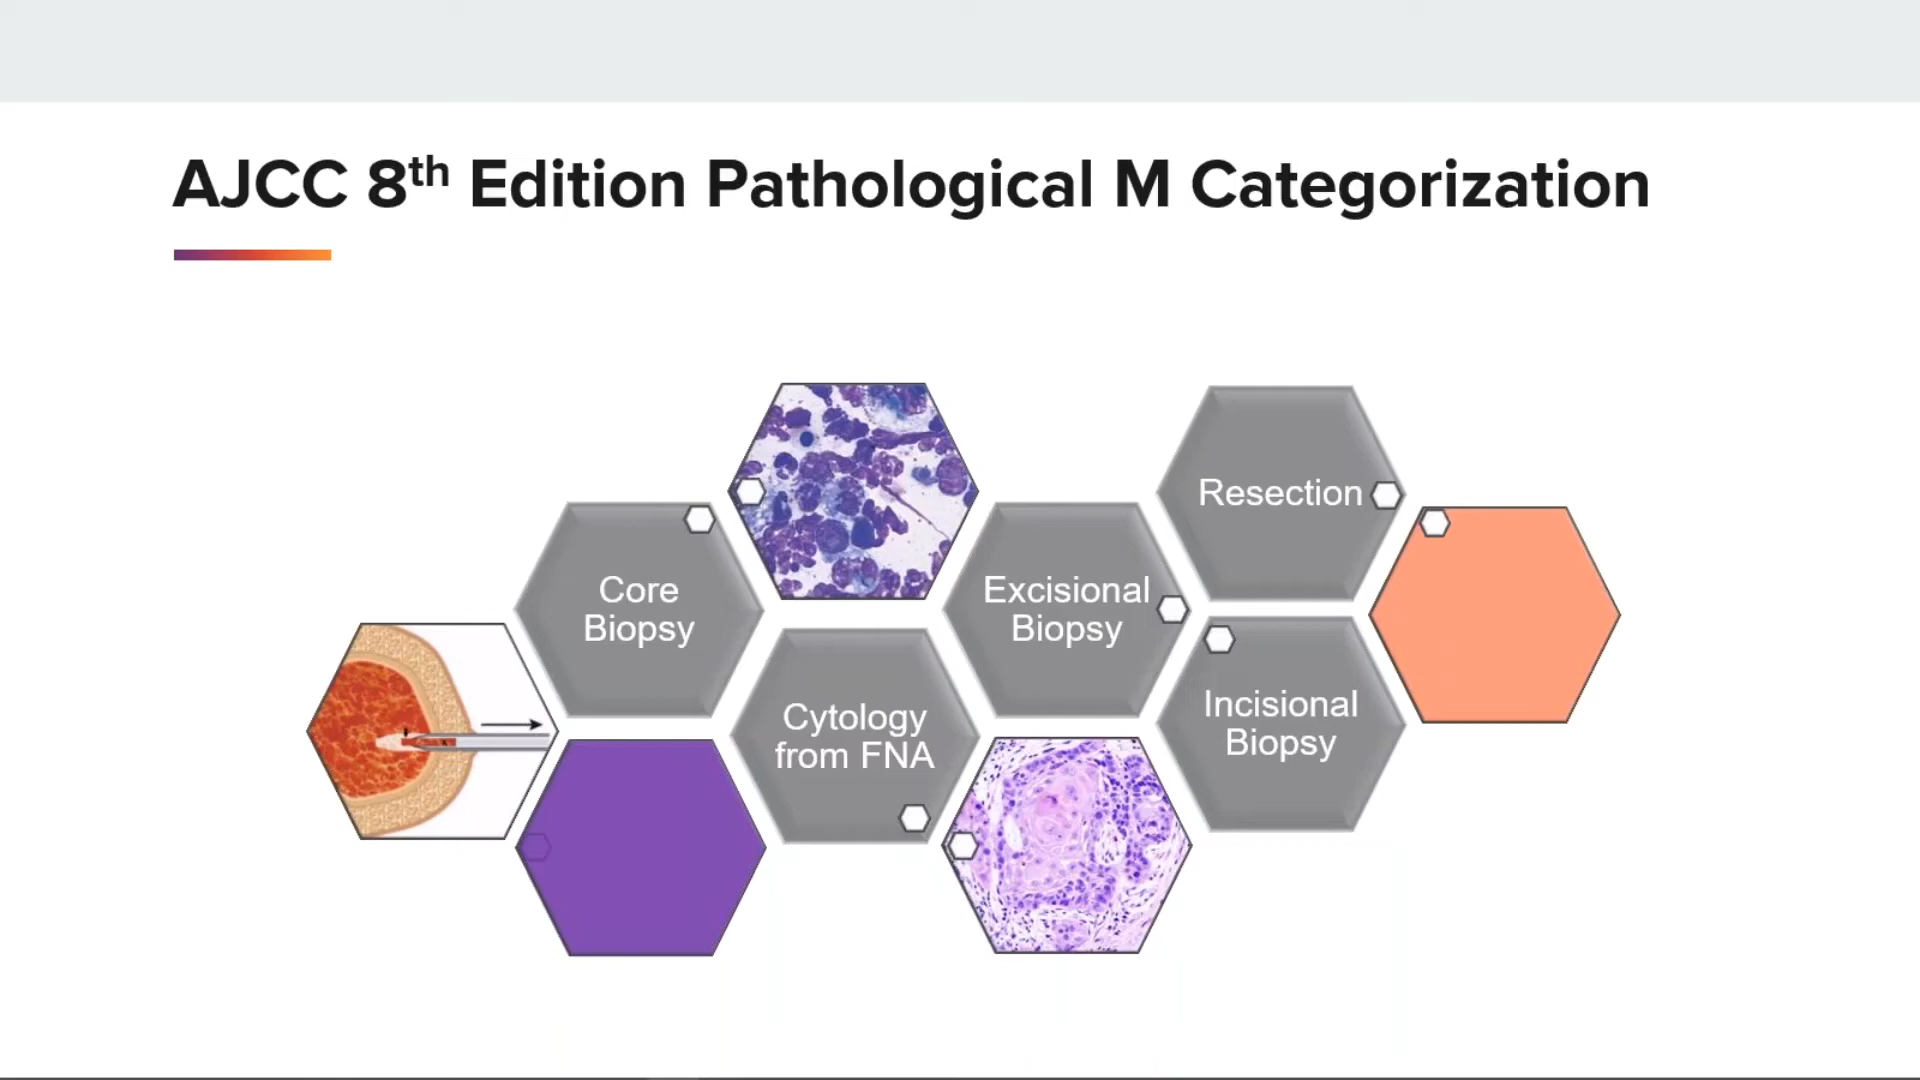 AJCC 8th Edition Pathological M Categorization
Core
Biopsy
Cytology
from FNA
Excisional
Biopsy
Resection
Incisional
Biopsy